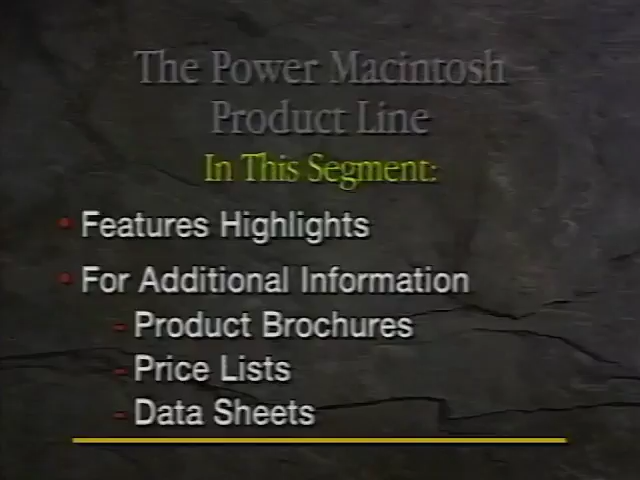 The Power Macintosh
Product Line
In This Segment:
• Features Highlights
• For Additional Information
- Product Brochures
- Price Lists
- Data Sheets